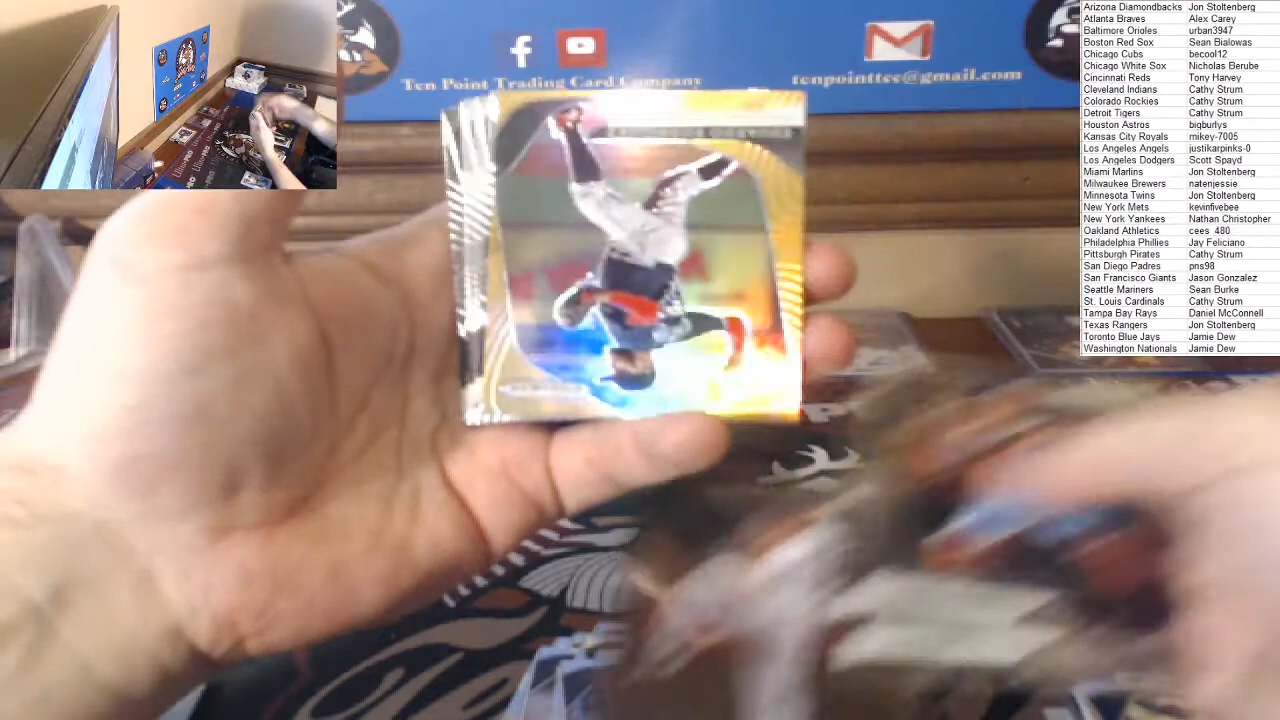 Ten Point Trading Card Company
tenpointtcc@gmail.com
Arizona Diamondbacks Jon Stoltenberg
Atlanta Braves Alex Carey
Baltimore Orioles urban3947
Boston Red Sox Sean Bialowas
Chicago Cubs becool12
Chicago White Sox Nicholas Berube
Cincinnati Reds Tony Harvey
Cleveland Indians Cathy Strum
Colorado Rockies Cathy Strum
Detroit Tigers Cathy Strum
Houston Astros bigburlys
Kansas City Royals mikey-7005
Los Angeles Angels justikarpinks-0
Los Angeles Dodgers Scott Spayd
Miami Marlins Jon Stoltenberg
Milwaukee Brewers natenjessie
Minnesota Twins Jon Stoltenberg
New York Mets kevinfivebee
New York Yankees Nathan Christopher
Oakland Athletics cees_480
Philadelphia Phillies Jay Feliciano
Pittsburgh Pirates Cathy Strum
San Diego Padres pns98
San Francisco Giants Jason Gonzalez
Seattle Mariners Sean Burke
St. Louis Cardinals Cathy Strum
Tampa Bay Rays Daniel McConnell
Texas Rangers Jon Stoltenberg
Toronto Blue Jays Jamie Dew
Washington Nationals Jamie Dew